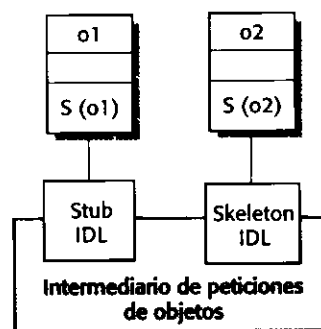 o1
o2
S (o1)
S (o2)
Stub
IDL
Skeleton
IDL
Intermediario de peticiones
de objetos